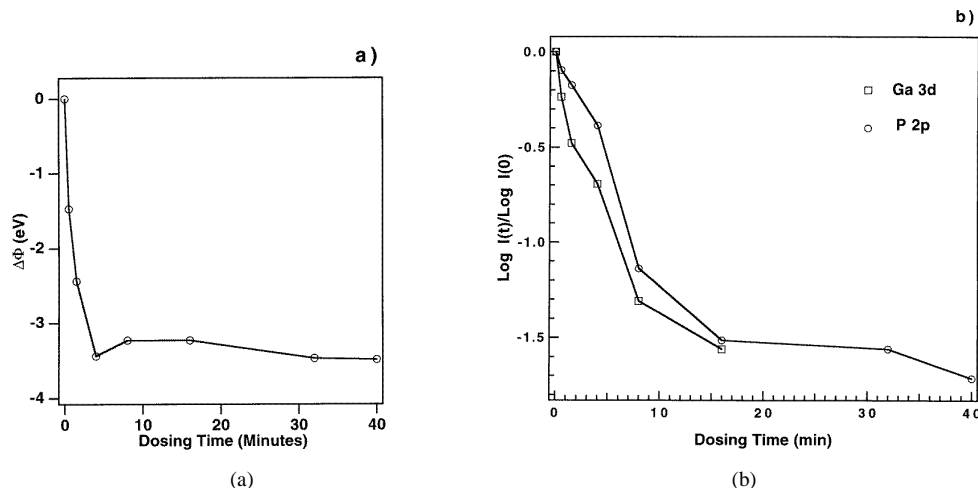 a)
0
-1
-2
-3
-4
ΔΦ (eV)
0 10 20 30 40
Dosing Time (Minutes)
(a)
b)
0.0
-0.5
-1.0
-1.5
Log I(t)/Log I(0)
Ga 3d
P 2p
0 10 20 30 40
Dosing Time (min)
(b)